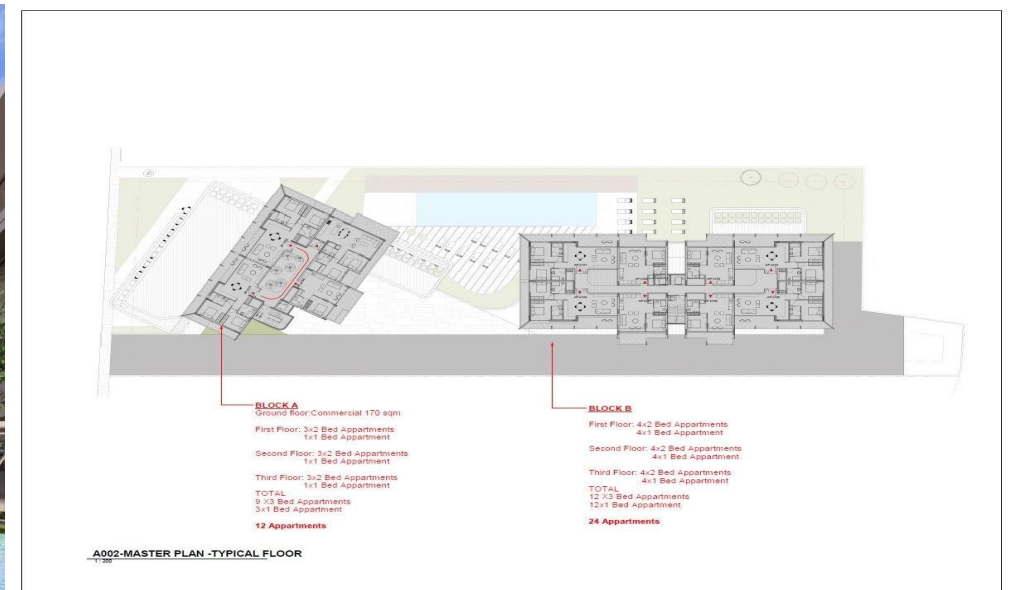 BLOCK A
Ground floor:Commercial 170 sqm
First Floor: 3x2 Bed Appartments
1x1 Bed Appartment
Second Floor: 3x2 Bed Appartments
1x1 Bed Appartment
Third Floor: 3x2 Bed Appartments
1x1 Bed Appartment
TOTAL
9 X3 Bed Appartments
3x1 Bed Appartment
12 Appartments
BLOCK B
First Floor: 4x2 Bed Appartments
4x1 Bed Appartment
Second Floor: 4x2 Bed Appartments
4x1 Bed Appartment
Third Floor: 4x2 Bed Appartments
4x1 Bed Appartment
TOTAL
12 X3 Bed Appartments
12x1 Bed Appartment
24 Appartments
A002-MASTER PLAN -TYPICAL FLOOR
1 : 200